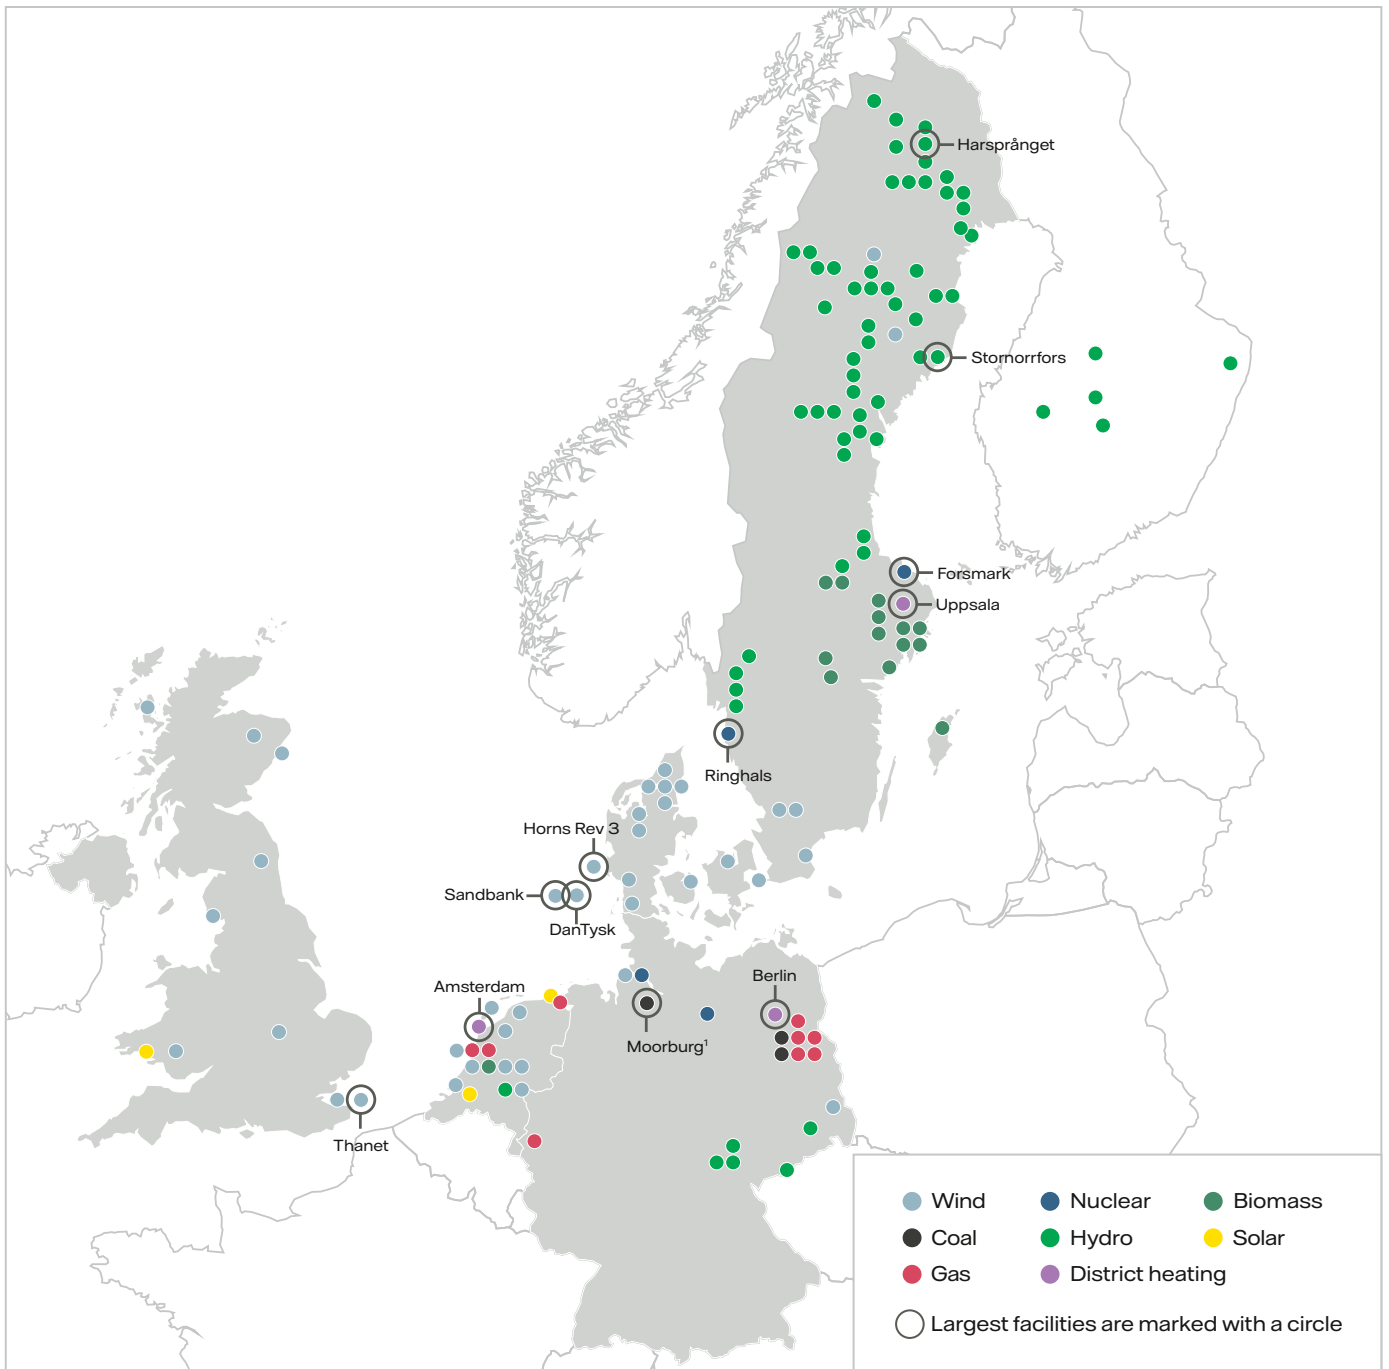 Harsprånget
Stornorrfors
Forsmark
Uppsala
Ringhals
Horns Rev 3
Sandbank
DanTysk
Amsterdam
Berlin
Moorburg¹
Thanet
Wind
Nuclear
Biomass
Coal
Hydro
Solar
Gas
District heating
Largest facilities are marked with a circle